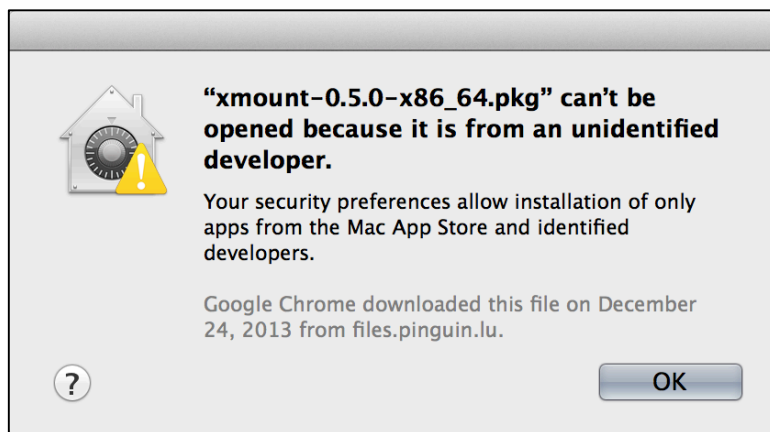 “xmount-0.5.0-x86_64.pkg” can’t be
opened because it is from an unidentified
developer.
Your security preferences allow installation of only
apps from the Mac App Store and identified
developers.
Google Chrome downloaded this file on December
24, 2013 from files.pinguin.lu.
?
OK